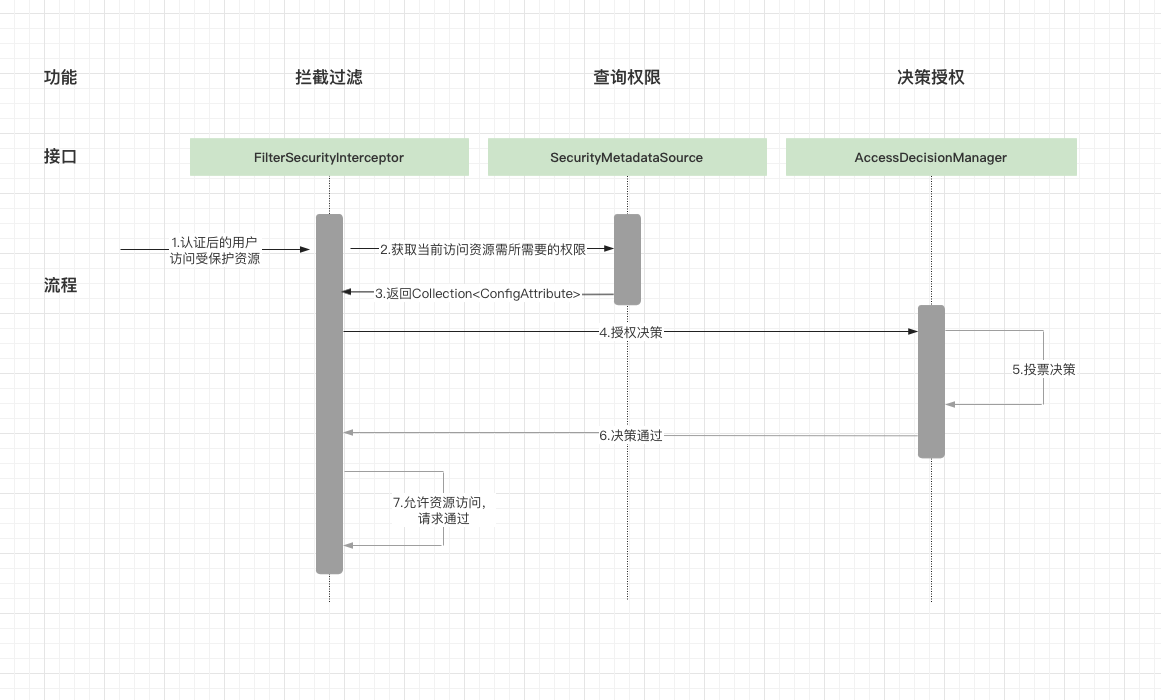 功能
拦截过滤
查询权限
决策授权
接口
FilterSecurityInterceptor
SecurityMetadataSource
AccessDecisionManager
1.认证后的用户
访问受保护资源
2.获取当前访问资源需所需要的权限
流程
3.返回Collection<ConfigAttribute>
4.授权决策
5.投票决策
6.决策通过
7.允许资源访问，
请求通过